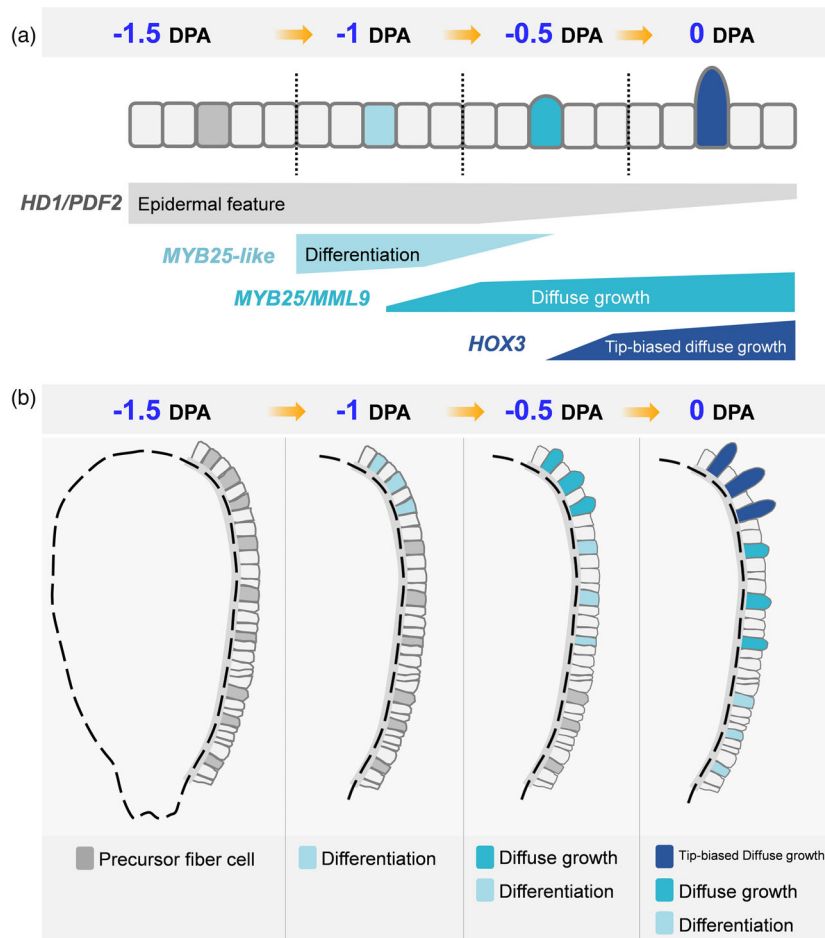 (a)
-1.5 DPA -1 DPA -0.5 DPA 0 DPA
HD1/PDF2 Epidermal feature
MYB25-like Differentiation
MYB25/MML9 Diffuse growth
HOX3 Tip-biased diffuse growth
(b)
-1.5 DPA -1 DPA -0.5 DPA 0 DPA
Precursor fiber cell
Differentiation
Diffuse growth
Differentiation
Tip-biased Diffuse growth
Diffuse growth
Differentiation